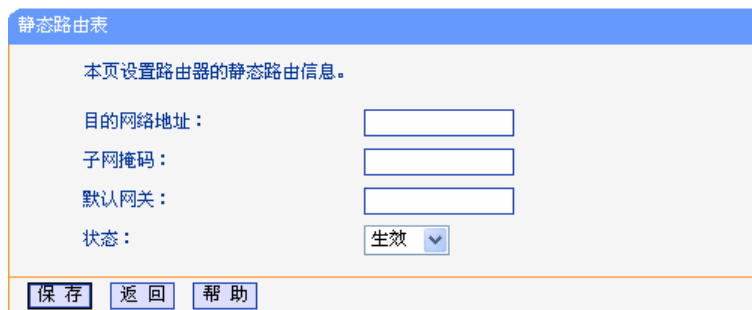 静态路由表
本页设置路由器的静态路由信息。
目的网络地址：
子网掩码：
默认网关：
状态： 生效
保 存 返 回 帮 助